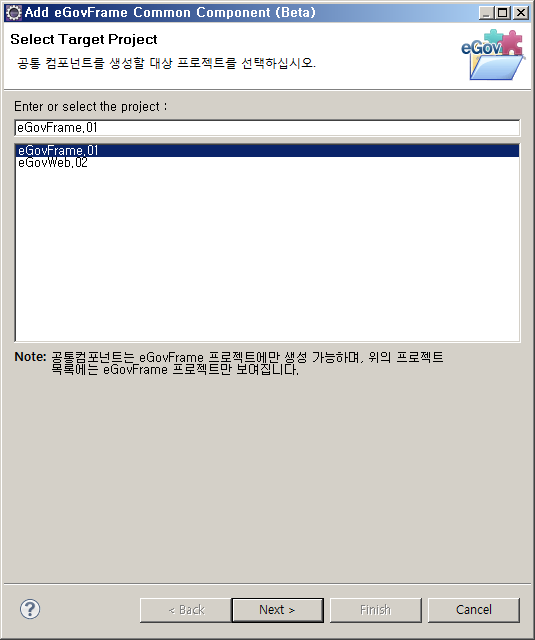 Add eGovFrame Common Component (Beta)
Select Target Project
공통 컴포넌트를 생성할 대상 프로젝트를 선택하십시오.
eGov
Enter or select the project :
eGovFrame.01
eGovFrame.01
eGovWeb.02
Note: 공통컴포넌트는 eGovFrame 프로젝트에만 생성 가능하며, 위의 프로젝트
목록에는 eGovFrame 프로젝트만 보여집니다.
? < Back Next > Finish Cancel